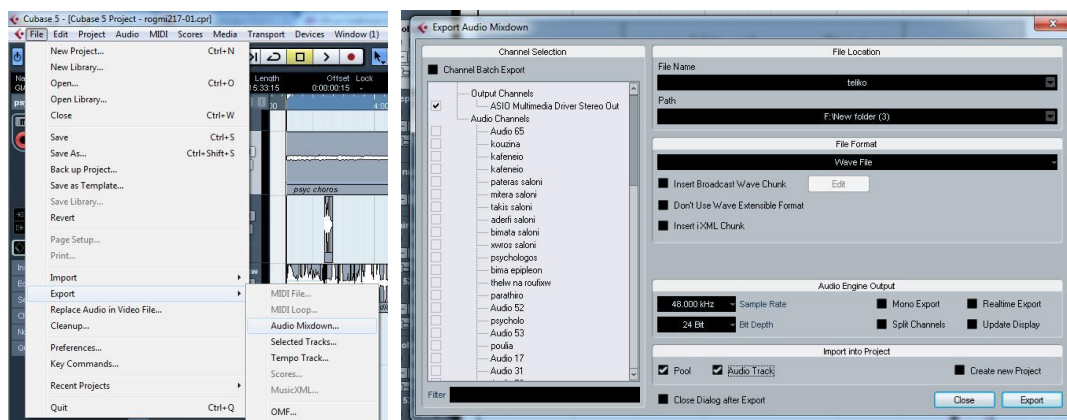 Cubase 5 - [Cubase 5 Project - rogmi217-01.cpr]
File Edit Project Audio MIDI Scores Media Transport Devices Window (1)
New Project... Ctrl+N
New Library...
Open... Ctrl+O
Open Library...
Close Ctrl+W
Save Ctrl+S
Save As... Ctrl+Shift+S
Back up Project...
Save as Template...
Save Library...
Revert
Page Setup...
Print...
Import
Export
Replace Audio in Video File...
Cleanup...
Preferences...
Key Commands...
Recent Projects
Quit Ctrl+Q
MIDI File...
MIDI Loop...
Audio Mixdown...
Selected Tracks...
Tempo Track...
Scores...
MusicXML...
OMF...
Length Offset Lock
15:33:15 0:00:00:15 -
psyc choros
Export Audio Mixdown
Channel Selection
Channel Batch Export
Output Channels
ASIO Multimedia Driver Stereo Out
Audio Channels
Audio 65
kouzina
kafeneio
kafeneio
pateras saloni
mitera saloni
takis saloni
aderfi saloni
bimata saloni
xwros saloni
psychologos
bima epipleon
thelw na roufixw
parathiro
Audio 52
psycholo
Audio 53
poulia
Audio 17
Audio 31
Filter
File Location
File Name
teliko
Path
F:\New folder (3)
File Format
Wave File
Insert Broadcast Wave Chunk Edit
Don't Use Wave Extensible Format
Insert iXML Chunk
Audio Engine Output
48.000 kHz Sample Rate Mono Export Realtime Export
24 Bit Bit Depth Split Channels Update Display
Import into Project
Pool Audio Track Create new Project
Close Dialog after Export Close Export